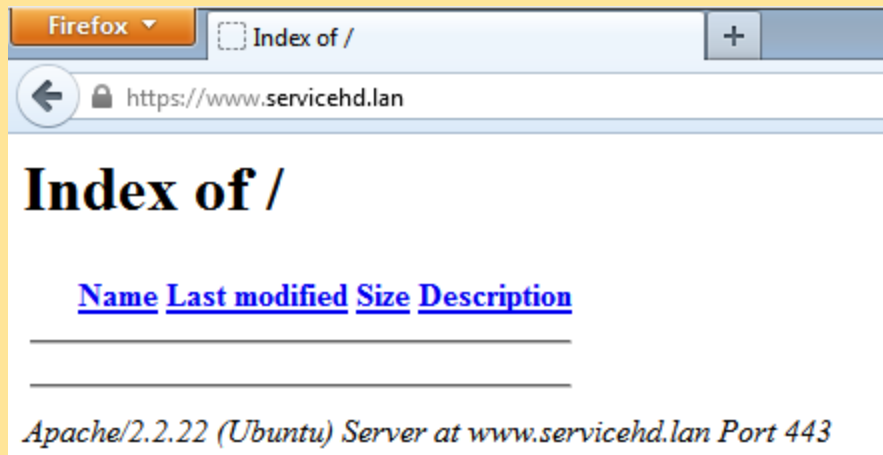 Firefox
Index of /
https://www.servicehd.lan
Index of /
Name Last modified Size Description
Apache/2.2.22 (Ubuntu) Server at www.servicehd.lan Port 443